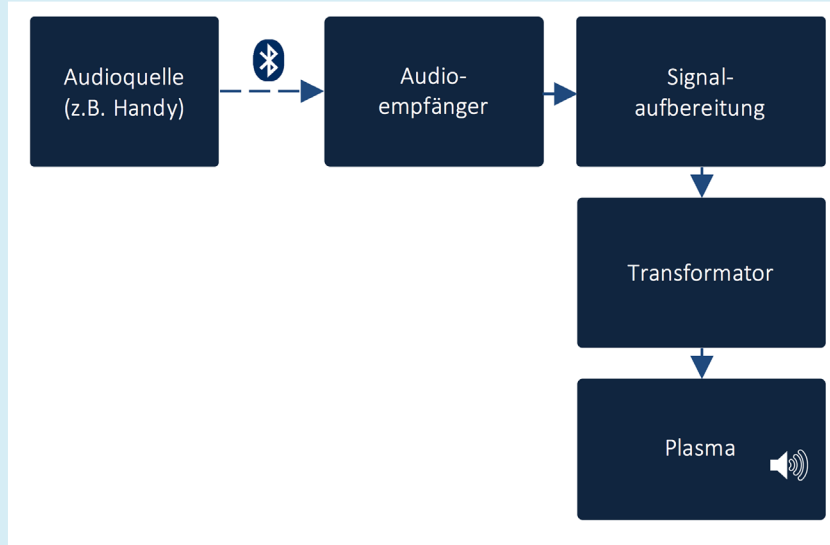 Audioquelle
(z.B. Handy)
Audio-
empfänger
Signal-
aufbereitung
Transformator
Plasma